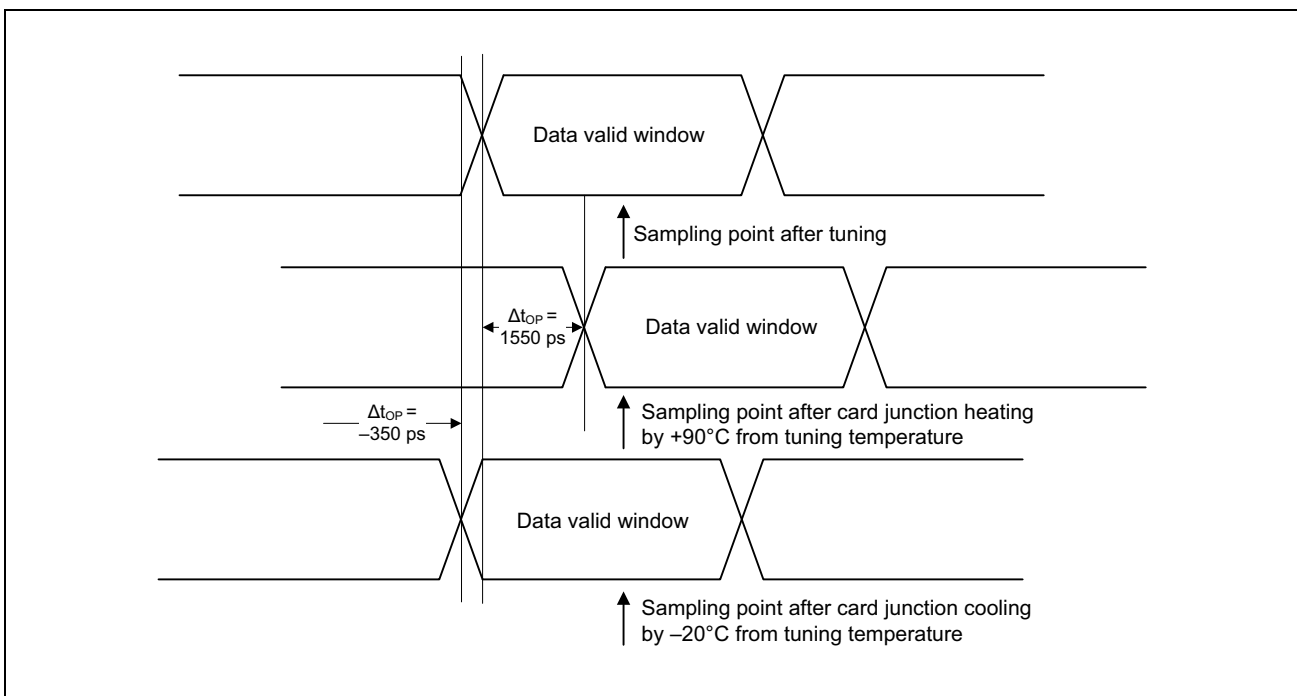 Data valid window
Sampling point after tuning
ΔtOP =
1550 ps
Data valid window
ΔtOP =
–350 ps
Sampling point after card junction heating
by +90°C from tuning temperature
Data valid window
Sampling point after card junction cooling
by –20°C from tuning temperature